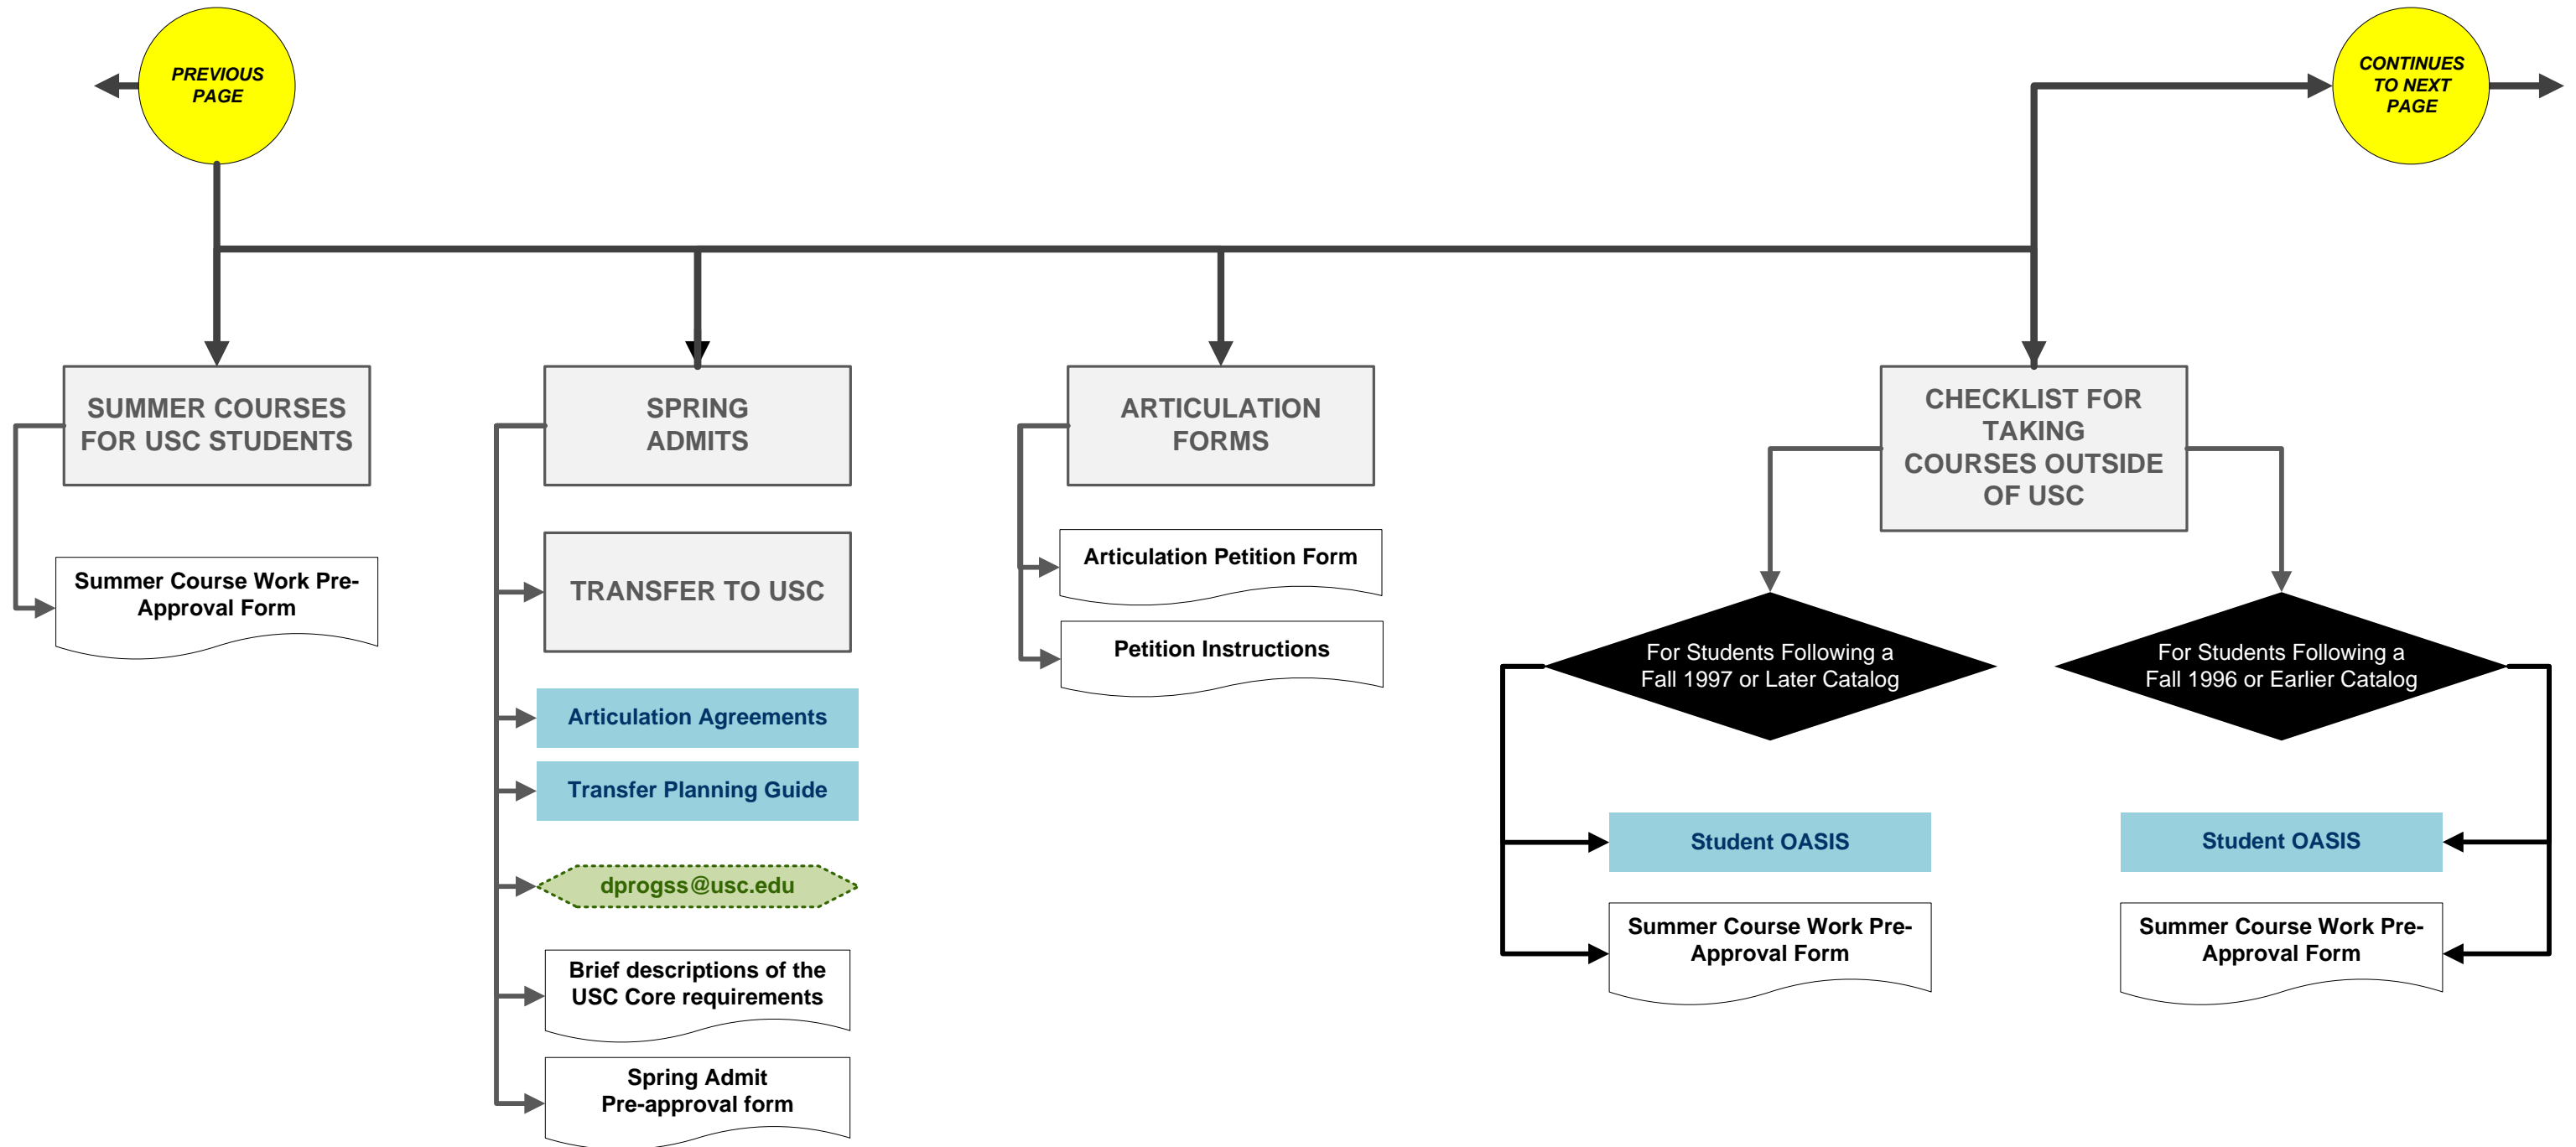 PREVIOUS
PAGE
CONTINUES
TO NEXT
PAGE
SUMMER COURSES
FOR USC STUDENTS
Summer Course Work Pre-
Approval Form
SPRING
ADMITS
TRANSFER TO USC
Articulation Agreements
Transfer Planning Guide
dprogss@usc.edu
Brief descriptions of the
USC Core requirements
Spring Admit
Pre-approval form
ARTICULATION
FORMS
Articulation Petition Form
Petition Instructions
CHECKLIST FOR
TAKING
COURSES OUTSIDE
OF USC
For Students Following a
Fall 1997 or Later Catalog
Student OASIS
Summer Course Work Pre-
Approval Form
For Students Following a
Fall 1996 or Earlier Catalog
Student OASIS
Summer Course Work Pre-
Approval Form